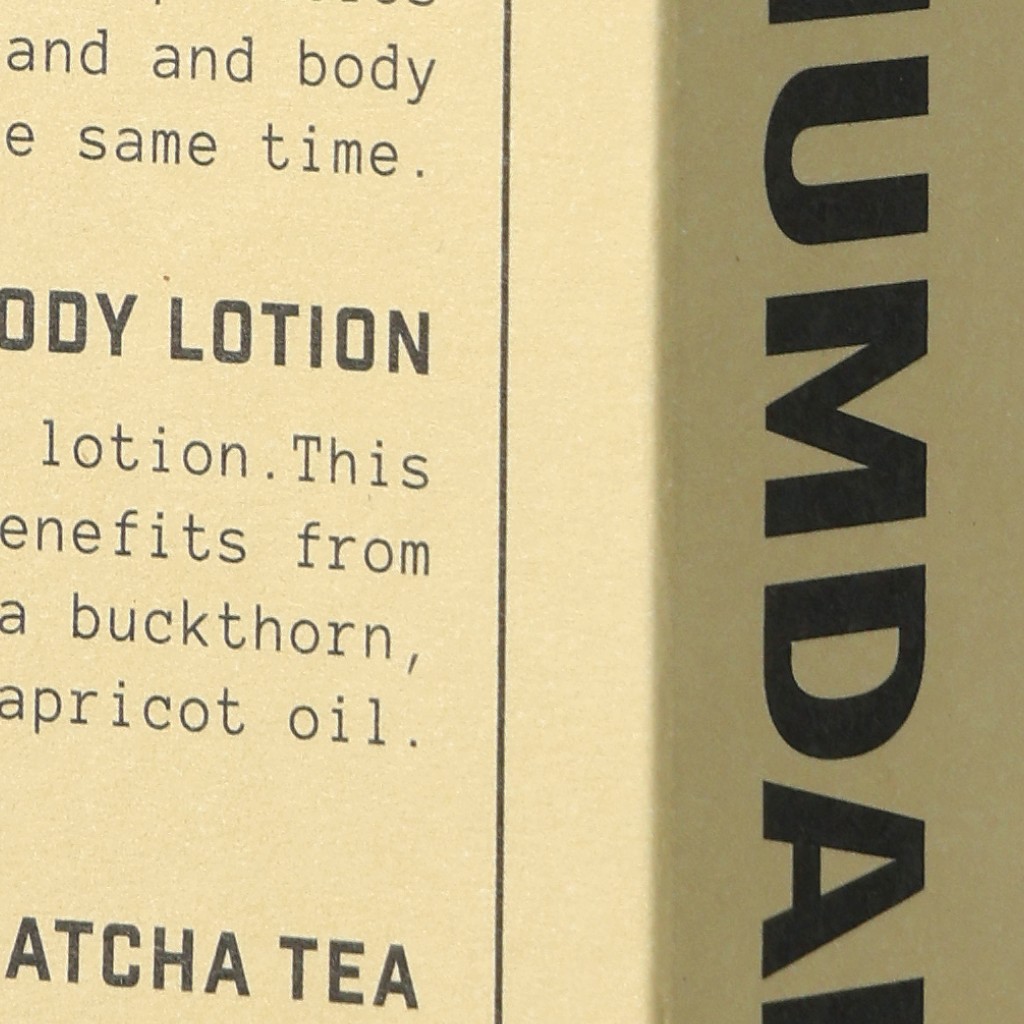 and and body
e same time.
ODY LOTION
lotion.This
enefits from
a buckthorn,
apricot oil.
ATCHA TEA
UMDA